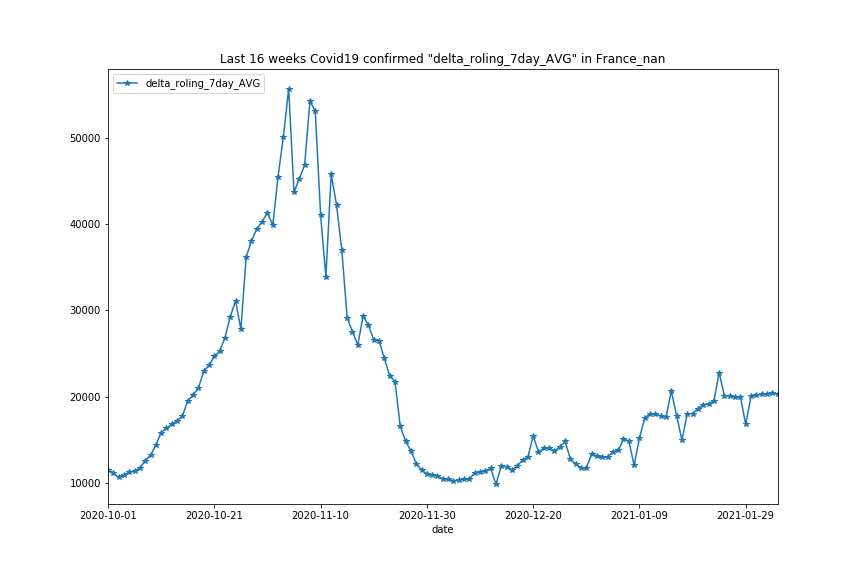 Last 16 weeks Covid19 confirmed "delta_roling_7day_AVG" in France_nan
delta_roling_7day_AVG
50000
40000
30000
20000
10000
2020-10-01 2020-10-21 2020-11-10 2020-11-30 2020-12-20 2021-01-09 2021-01-29
date